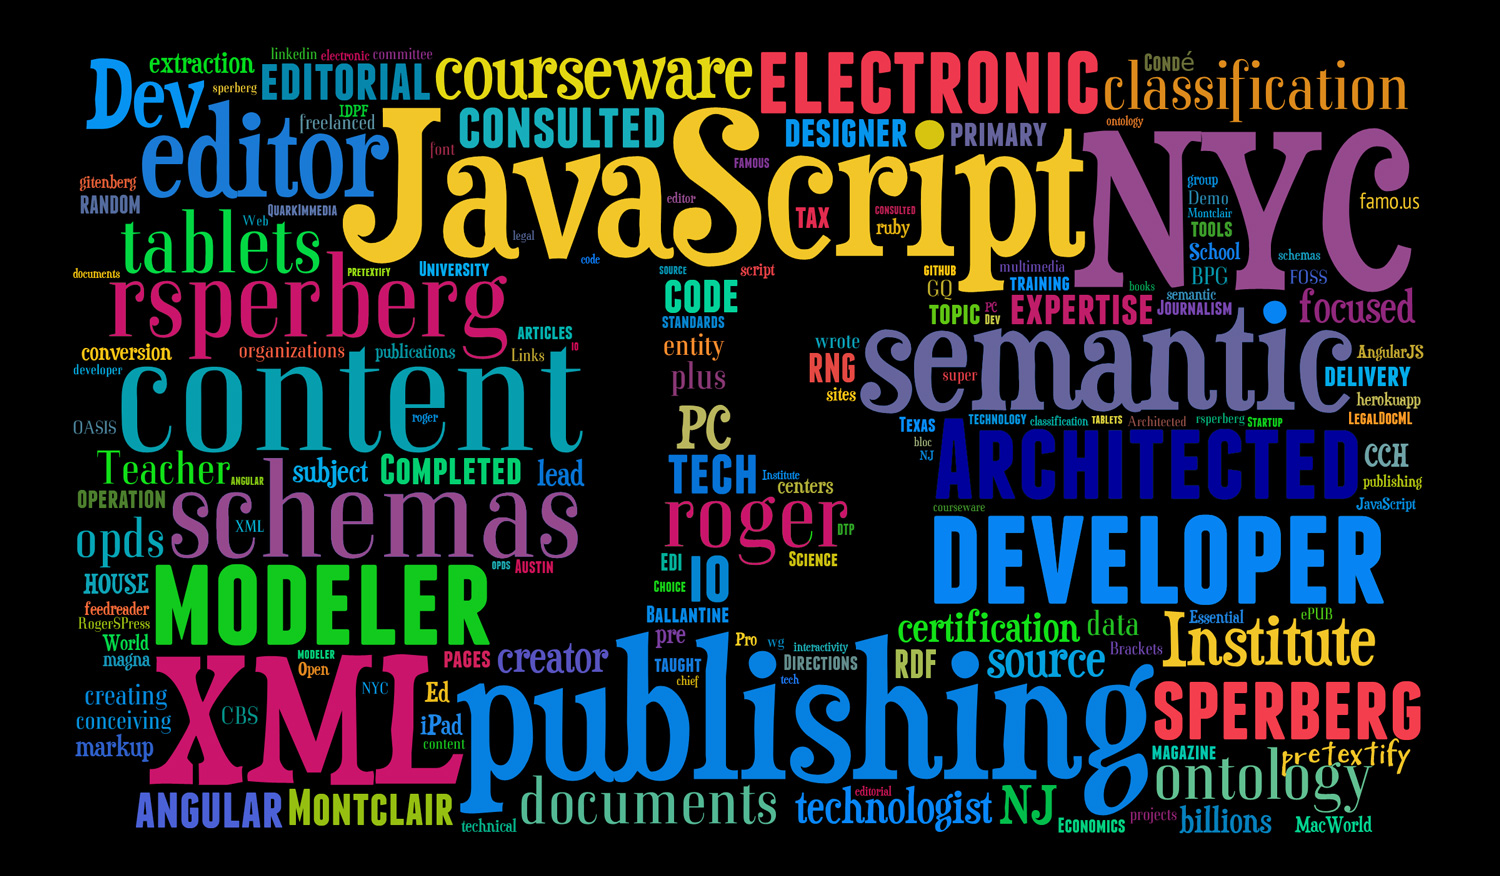 linkedin electronic committee
extraction
Dev
sperberg
EDITORIAL
courseware
ELECTRONIC
Condé
classification
IDPF
freelanced
editor
font
CONSULTED
JavaScript
FAMOUS
DESIGNER
PRIMARY
ontology
NYC
gitenberg
RANDOM
QuarkImmedia
editor
TAX
CONSULTED
ruby
group
Demo
Montclair
TOOLS
School
famo.us
tablets
Web
legal
code
schemas
documents
PRETEXTIFY
University
SOURCE
script
GITHUB
multimedia
BPG
FOSS
rsperberg
CODE
STANDARDS
GQ
TRAINING
books
semantic
Journalism
focused
TOPIC
PC
Dev
EXPERTISE
ARTICLES
conversion
organizations
publications
Links
IO
entity
wrote
semantic
AngularJS
developer
content
plus
RNG
super
sites
DELIVERY
herokuapp
OASIS
roger
PC
Texas
TECHNOLOGY
classification
TABLETS
Architected
rsperberg
Startup
LegalDocML
Teacher
ANGULAR
subject
Completed
lead
TECH
Institute
centers
bloc
NJ
Architected
CCH
publishing
OPERATION
schemas
XML
roger
DTP
courseware
JavaScript
opds
OPDS
Austin
EDI
Science
DEVELOPER
HOUSE
MODELER
Choice
IO
feedreader
RogerSPress
Ballantine
World
magna
MODELER
Open
PAGES
creator
pre
Pro
wg
interactivity
certification
data
Essential
ePUB
Brackets
Institute
XML
NYC
TAUGHT
chief
Directions
tech
RDF
source
creating
CBS
Ed
publishing
SPERBERG
conceiving
iPad
markup
content
MAGAZINE
pretextify
ontology
ANGULAR
Montclair
technical
documents
editorial
technologist
NJ
Economics
projects
billions
MacWorld